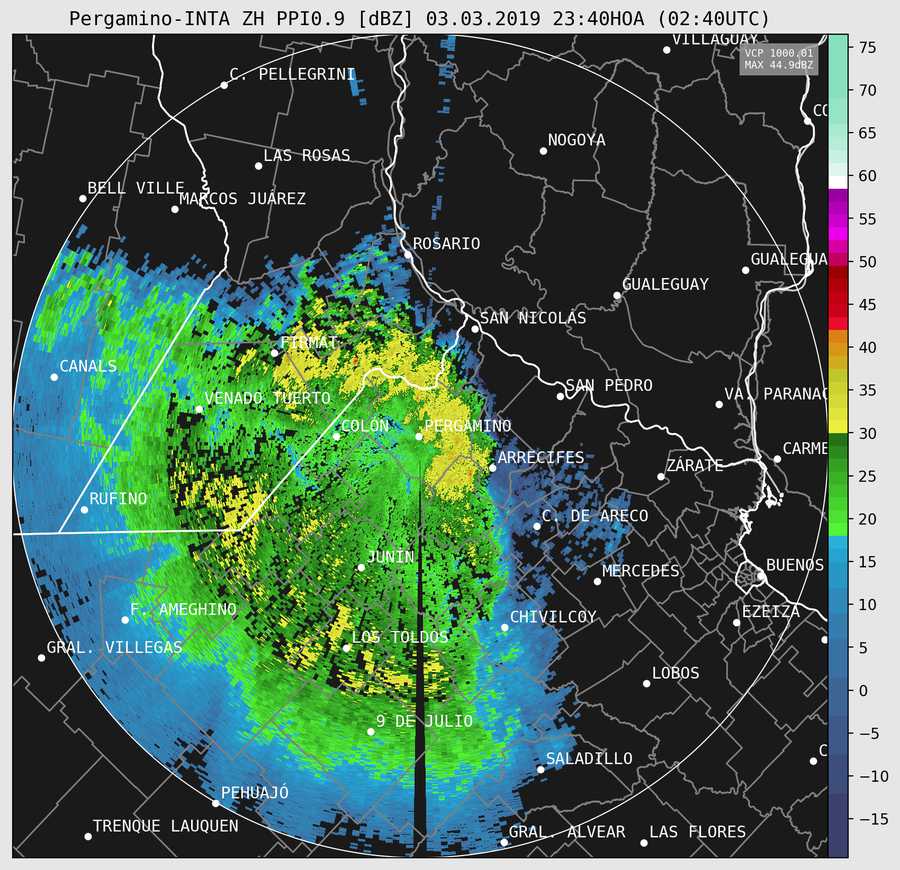 Pergamino-INTA ZH PPI0.9 [dBZ] 03.03.2019 23:40HOA (02:40UTC)
VILLAGUAY
VCP 1000.01
MAX 44.9dBZ
C. PELLEGRINI
CO
NOGOYA
LAS ROSAS
BELL VILLE
MARCOS JUÁREZ
ROSARIO
GUALEGUA
GUALEGUAY
SAN NICOLÁS
FIRMAT
CANALS
SAN PEDRO
VA. PARANAC
VENADO TUERTO
COLÓN
PERGAMINO
CARME
ARRECIFES
ZÁRATE
RUFINO
C. DE ARECO
JUNÍN
BUENOS
MERCEDES
F. AMEGHINO
EZEIZA
CHIVILCOY
LOS TOLDOS
GRAL. VILLEGAS
LOBOS
9 DE JULIO
SALADILLO
C
PEHUAJÓ
TRENQUE LAUQUEN
GRAL. ALVEAR
LAS FLORES
75
70
65
60
55
50
45
40
35
30
25
20
15
10
5
0
−5
−10
−15